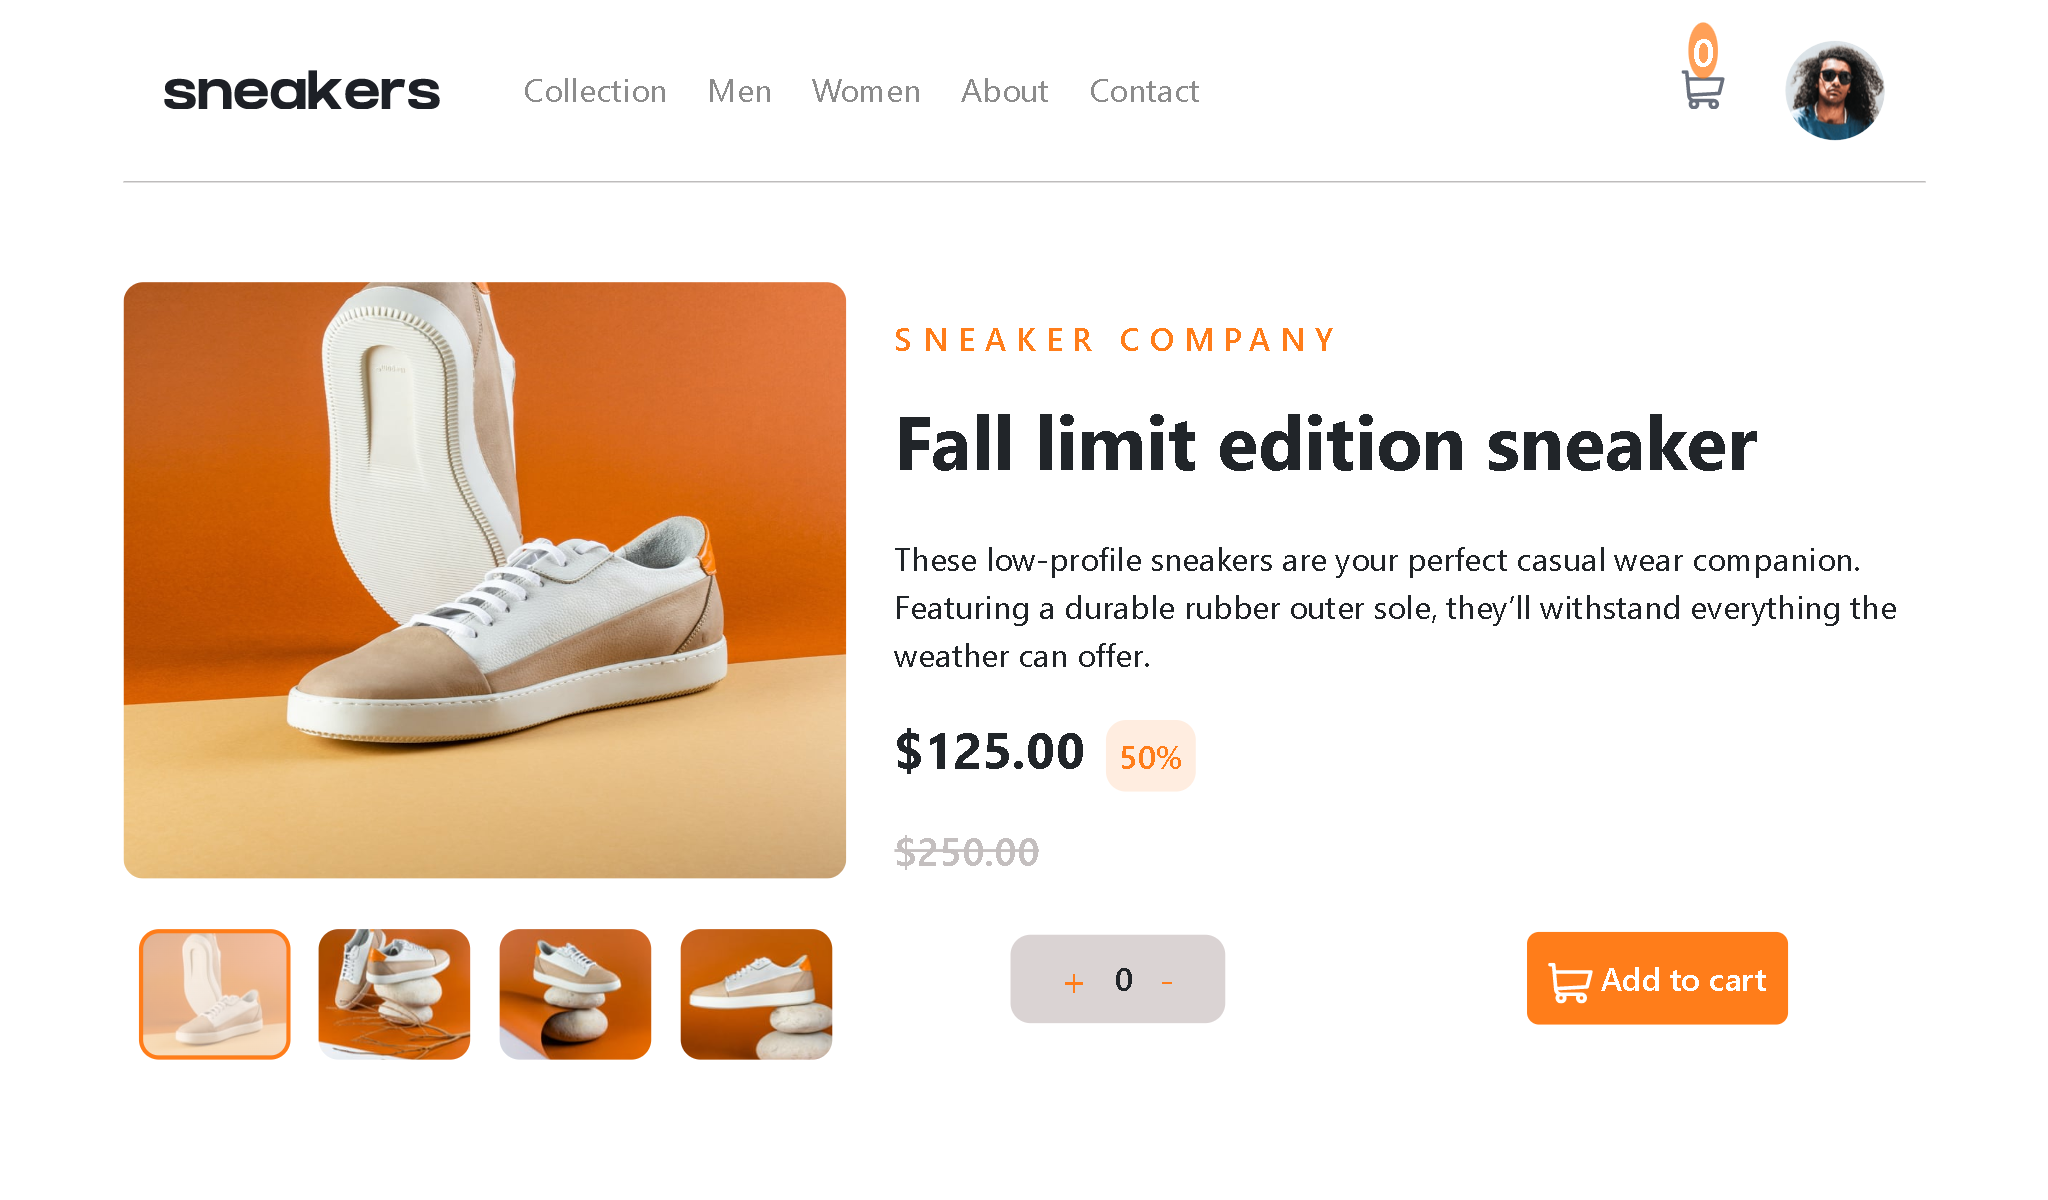 sneakers
Collection Men Women About Contact
0
SNEAKER COMPANY
Fall limit edition sneaker
These low-profile sneakers are your perfect casual wear companion.
Featuring a durable rubber outer sole, they’ll withstand everything the
weather can offer.
$125.00 50%
$250.00
+ 0 -
Add to cart